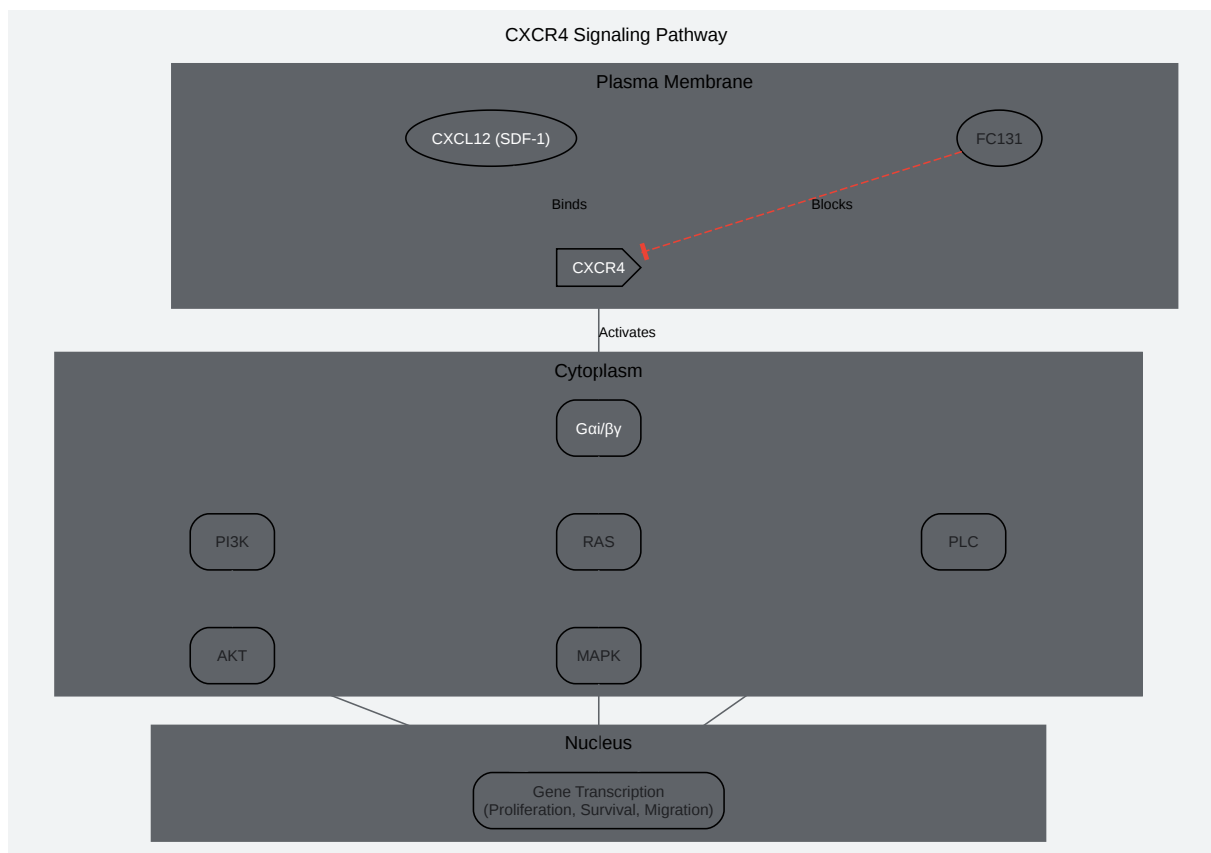 CXCR4 Signaling Pathway
Plasma Membrane
CXCL12 (SDF-1)
FC131
Binds
Blocks
CXCR4
Activates
Cytoplasm
Gαi/βγ
PI3K
RAS
PLC
AKT
MAPK
Nucleus
Gene Transcription
(Proliferation, Survival, Migration)